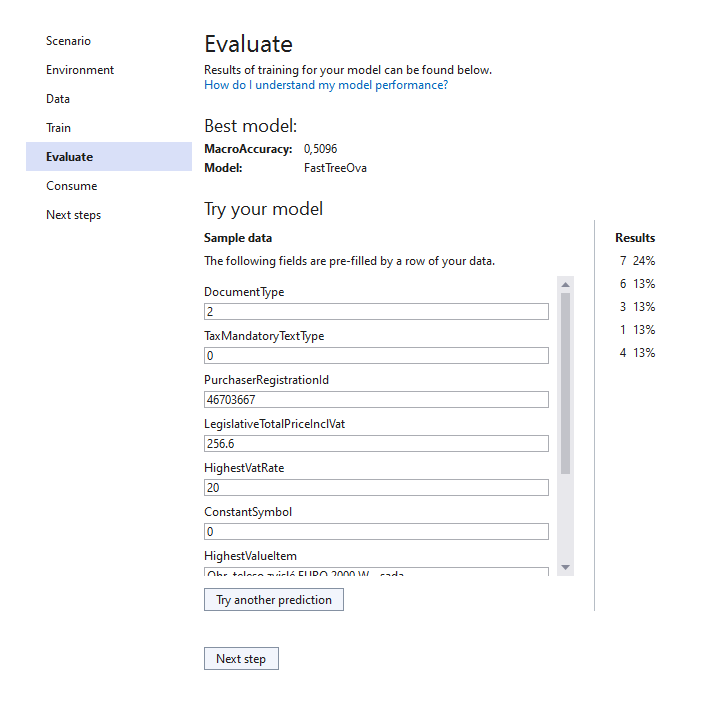 Scenario
Environment
Data
Train
Evaluate
Consume
Next steps
Evaluate
Results of training for your model can be found below.
How do I understand my model performance?
Best model:
MacroAccuracy: 0,5096
Model: FastTreeOva
Try your model
Sample data
The following fields are pre-filled by a row of your data.
DocumentType
2
TaxMandatoryTextType
0
PurchaserRegistrationId
46703667
LegislativeTotalPriceInclVat
256.6
HighestVatRate
20
ConstantSymbol
0
HighestValueItem
Obr. teleso zvislé EURO 2000 W - sada
Try another prediction
Next step
Results
7 24%
6 13%
3 13%
1 13%
4 13%